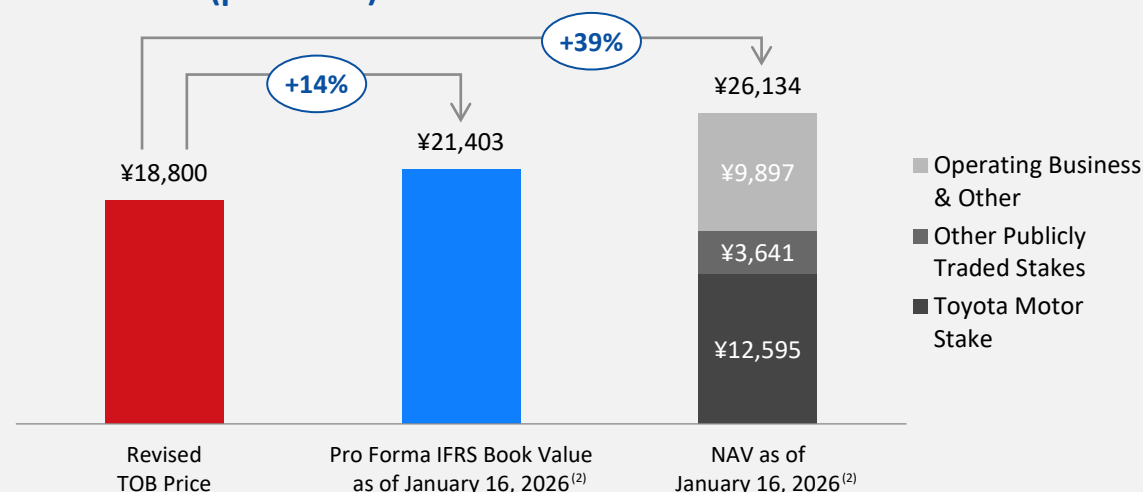 +39%
+14%
¥26,134
¥21,403
¥18,800
¥9,897
¥3,641
¥12,595
Operating Business
& Other
Other Publicly
Traded Stakes
Toyota Motor
Stake
Revised
TOB Price
Pro Forma IFRS Book Value
as of January 16, 2026(2)
NAV as of
January 16, 2026(2)